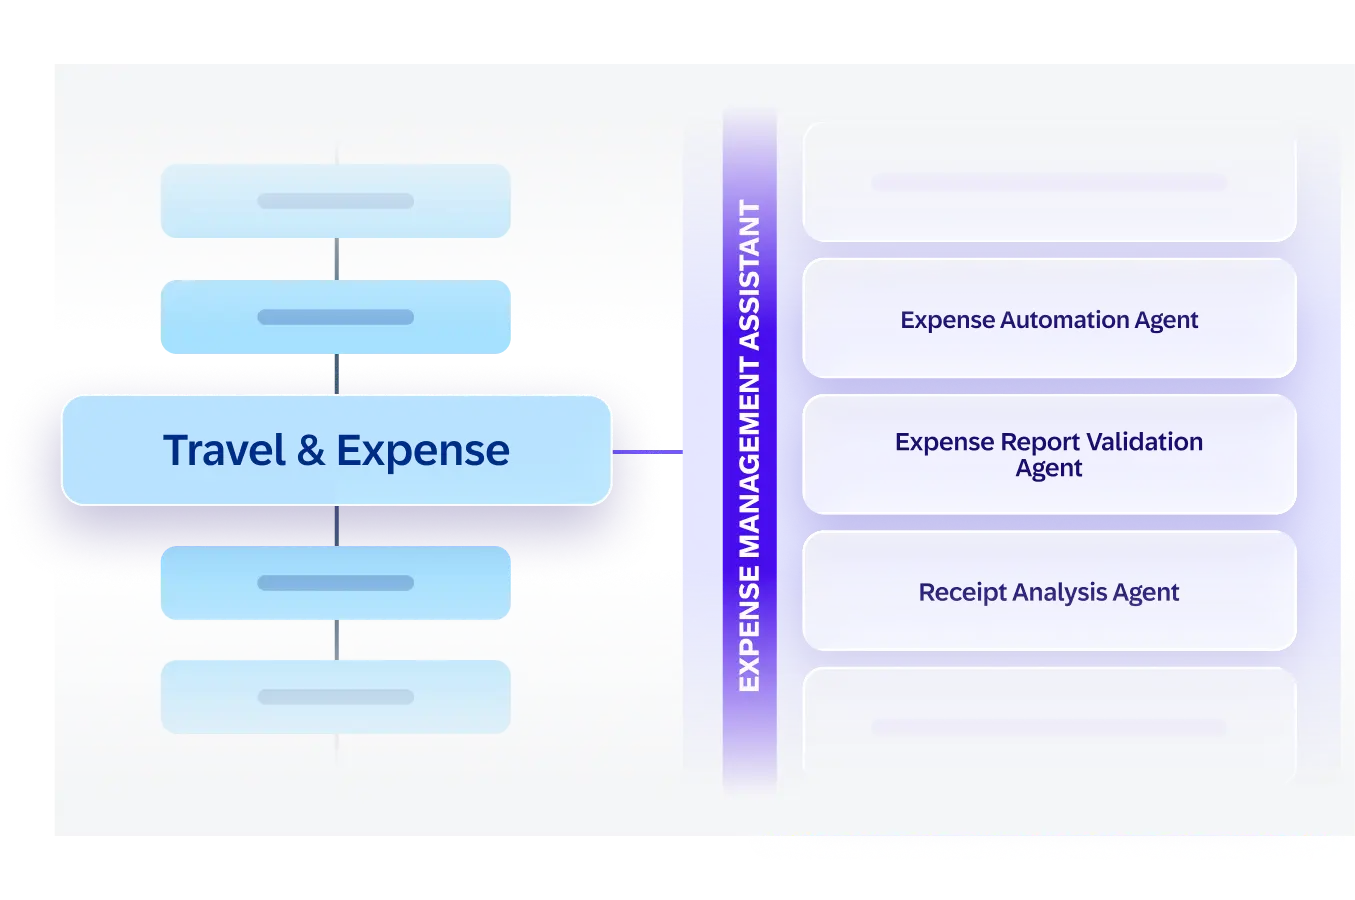 Travel & Expense
EXPENSE MANAGEMENT ASSISTANT
Expense Automation Agent
Expense Report Validation
Agent
Receipt Analysis Agent